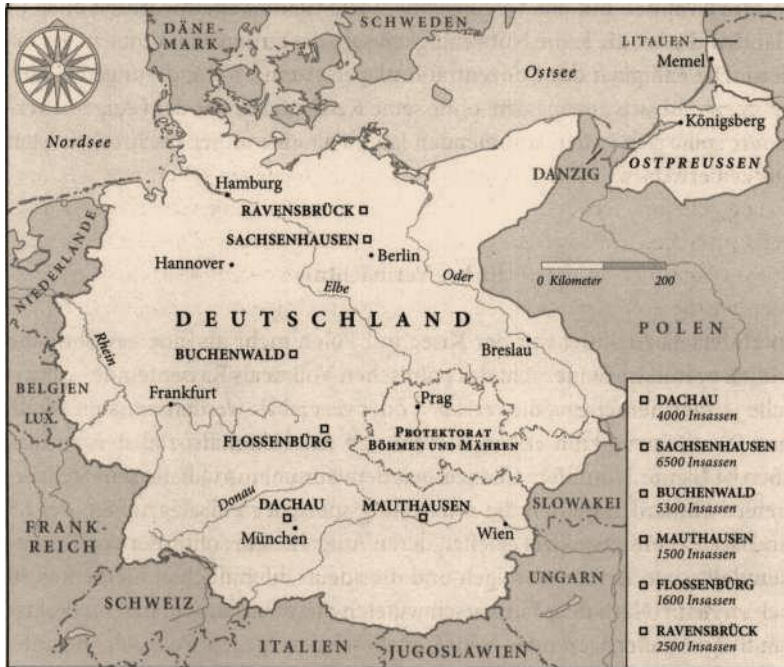 DÄNE-
MARK
SCHWEDEN
LITAUEN
Memel
Ostsee
Nordsee
Königsberg
OSTPREUSSEN
DANZIG
Hamburg
RAVENSBRÜCK
SACHSENHAUSEN
Berlin
Hannover
NIEDERLANDE
Elbe
Oder
0 Kilometer 200
DEUTSCHLAND
POLEN
Rhein
BUCHENWALD
Breslau
BELGIEN
LUX.
Frankfurt
Prag
PROTEKTORAT
BÖHMEN UND MÄHREN
FLOSSENBÜRG
Donau
DACHAU
MAUTHAUSEN
München
Wien
SLOWAKEI
FRANK-
REICH
SCHWEIZ
UNGARN
ITALIEN
JUGOSLAWIEN
DACHAU
4000 Insassen
SACHSENHAUSEN
6500 Insassen
BUCHENWALD
5300 Insassen
MAUTHAUSEN
1500 Insassen
FLOSSENBÜRG
1600 Insassen
RAVENSBRÜCK
2500 Insassen